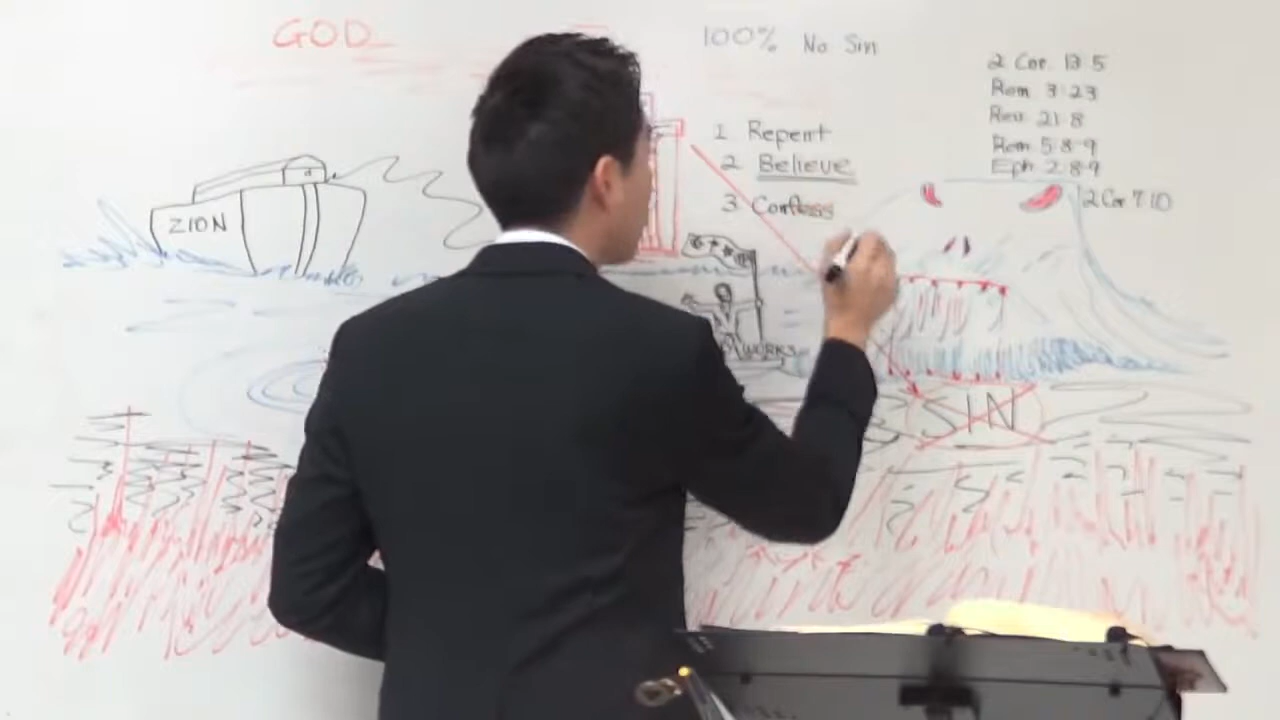 GOD
100% No Sin
2 Cor 13:5
Rom 3:23
Rev 21:8
Rom 5:8-9
Eph 2:8-9
2 Cor 7:10
1 Repent
2 Believe
3 Confess
ZION
WORKS
SIN